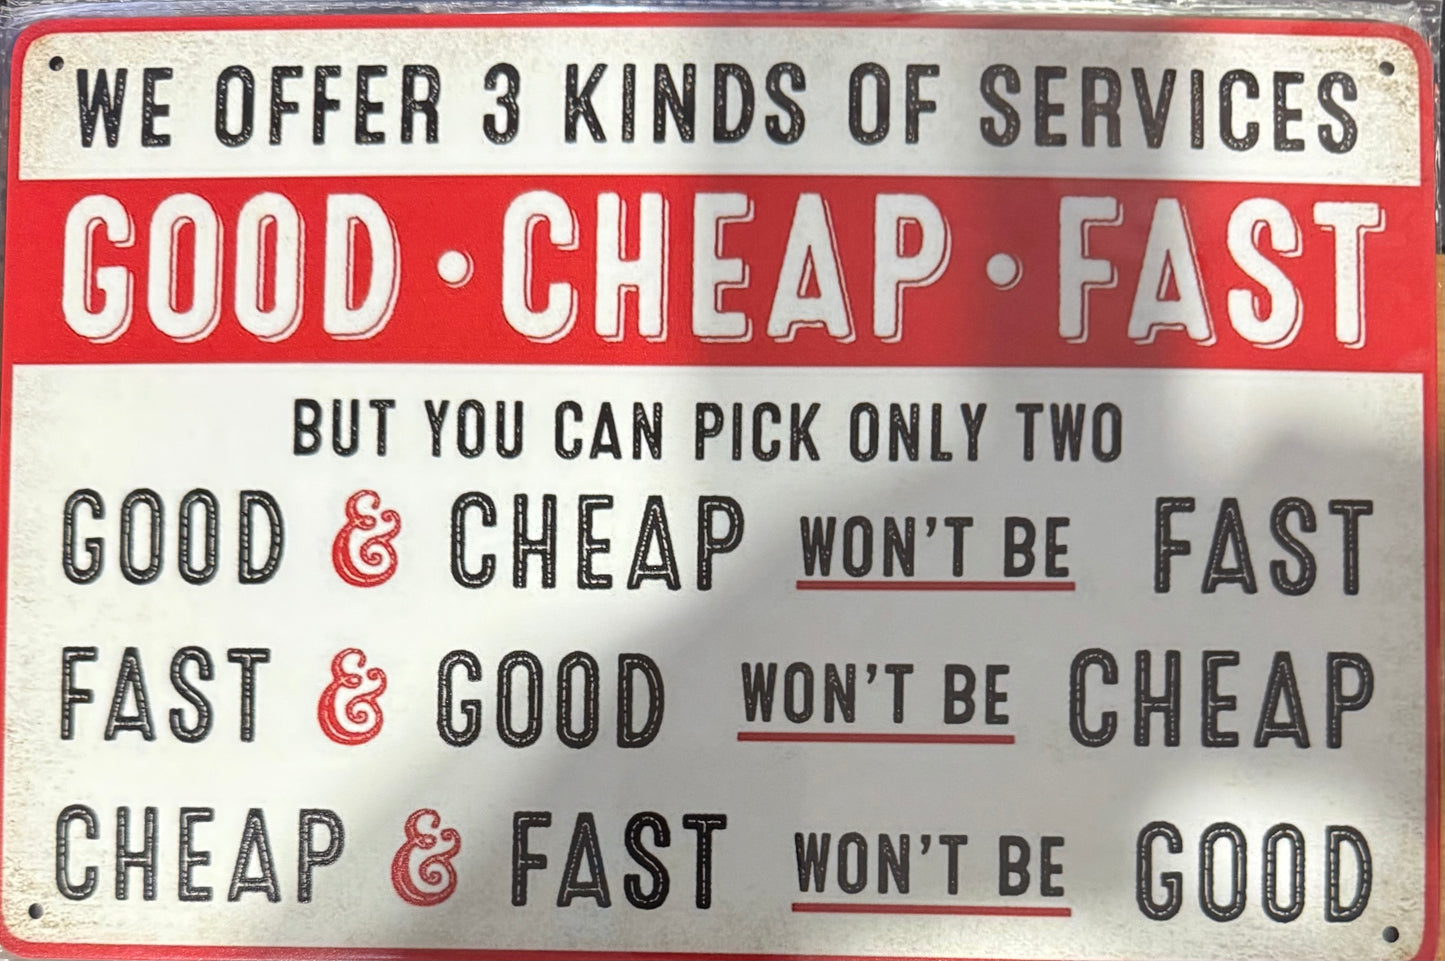 WE OFFER 3 KINDS OF SERVICES
GOOD · CHEAP · FAST
BUT YOU CAN PICK ONLY TWO
GOOD & CHEAP WON'T BE FAST
FAST & GOOD WON'T BE CHEAP
CHEAP & FAST WON'T BE GOOD